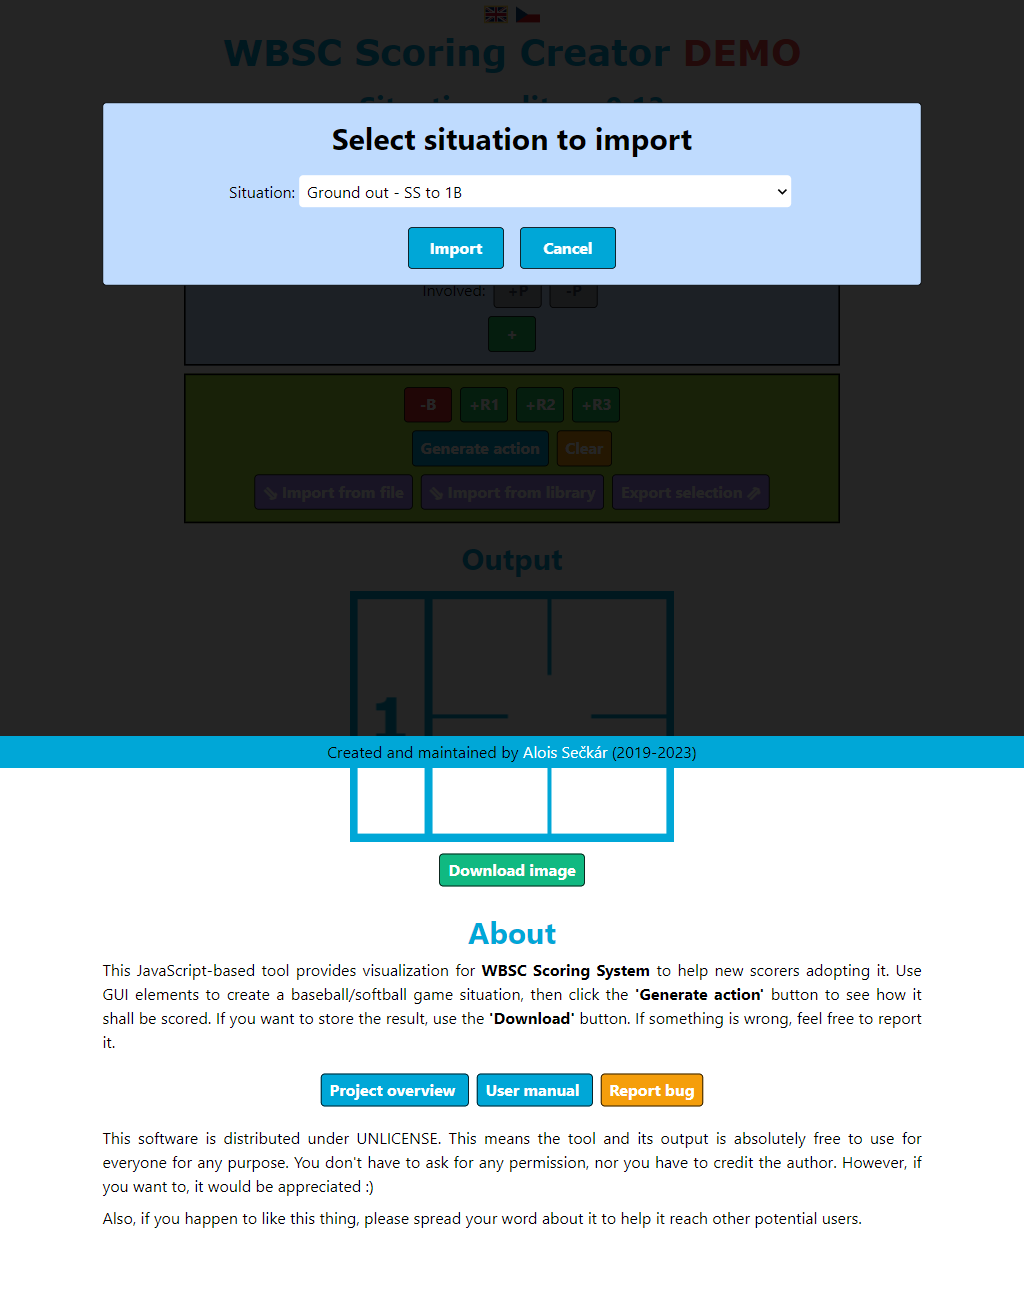 WBSC Scoring Creator DEMO
Select situation to import
Situation: Ground out - SS to 1B
Import Cancel
Involved: +P -P
+
-B +R1 +R2 +R3
Generate action Clear
⇘ Import from file ⇘ Import from library Export selection ⇗
Output
1
Created and maintained by Alois Sečkár (2019-2023)
Download image
About
This JavaScript-based tool provides visualization for WBSC Scoring System to help new scorers adopting it. Use
GUI elements to create a baseball/softball game situation, then click the 'Generate action' button to see how it
shall be scored. If you want to store the result, use the 'Download' button. If something is wrong, feel free to report
it.
Project overview User manual Report bug
This software is distributed under UNLICENSE. This means the tool and its output is absolutely free to use for
everyone for any purpose. You don't have to ask for any permission, nor you have to credit the author. However, if
you want to, it would be appreciated :)
Also, if you happen to like this thing, please spread your word about it to help it reach other potential users.